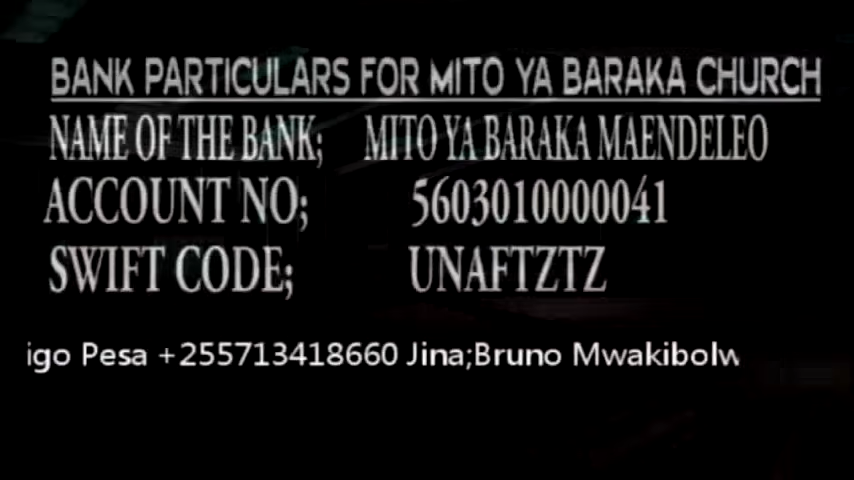 BANK PARTICULARS FOR MITO YA BARAKA CHURCH
NAME OF THE BANK; MITO YA BARAKA MAENDELEO
ACCOUNT NO; 5603010000041
SWIFT CODE; UNAFTZTZ
igo Pesa +255713418660 Jina;Bruno Mwakibolw